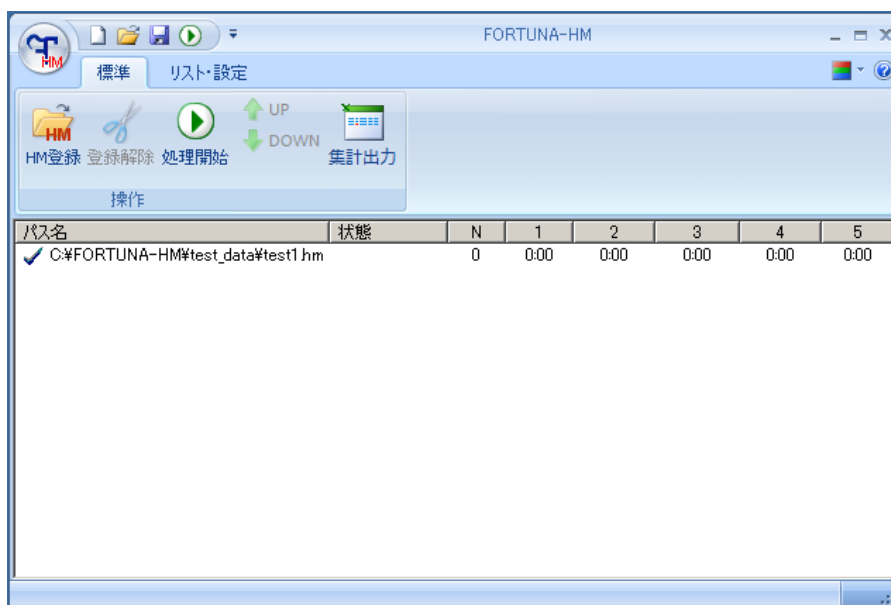 FORTUNA-HM
HM
標準 リスト・設定
HM
HM登録 登録解除 処理開始 UP DOWN 集計出力
操作
パス名 状態 N 1 2 3 4 5
C:¥FORTUNA-HM¥test_data¥test1.hm 0 0:00 0:00 0:00 0:00 0:00